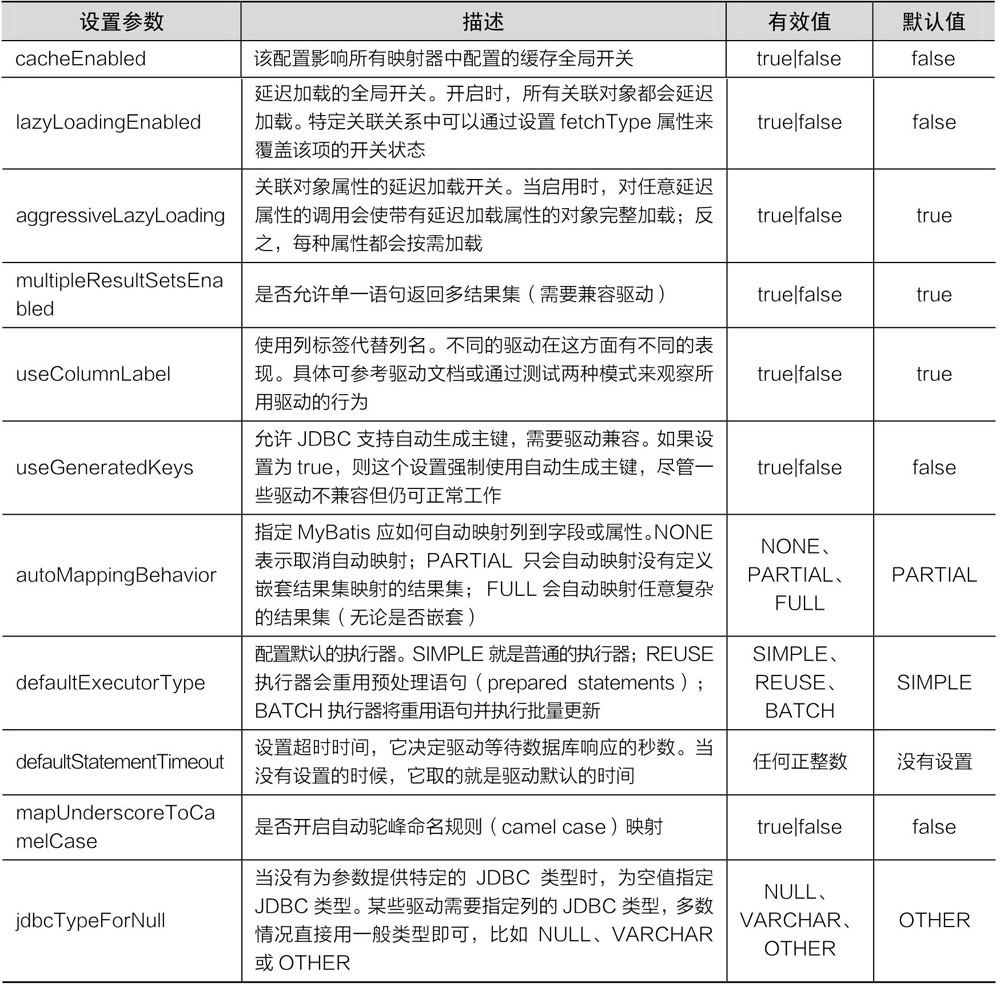 设置参数 描述 有效值 默认值
cacheEnabled 该配置影响所有映射器中配置的缓存全局开关 true|false false
延迟加载的全局开关。开启时，所有关联对象都会延迟
lazyLoadingEnabled 加载。特定关联关系中可以通过设置 fetchType 属性来 true|false false
覆盖该项的开关状态
关联对象属性的延迟加载开关。当启用时，对任意延迟
aggressiveLazyLoading 属性的调用会使带有延迟加载属性的对象完整加载；反 true|false true
之，每种属性都会按需加载
multipleResultSetsEna
bled
是否允许单一语句返回多结果集（需要兼容驱动） true|false true
使用列标签代替列名。不同的驱动在这方面有不同的表
useColumnLabel 现。具体可参考驱动文档或通过测试两种模式来观察所 true|false true
用驱动的行为
允许 JDBC 支持自动生成主键，需要驱动兼容。如果设
useGeneratedKeys 置为 true，则这个设置强制使用自动生成主键，尽管一 true|false false
些驱动不兼容但仍可正常工作
autoMappingBehavior
指定 MyBatis 应如何自动映射列到字段或属性。NONE
表示取消自动映射；PARTIAL 只会自动映射没有定义
嵌套结果集映射的结果集；FULL 会自动映射任意复杂
的结果集（无论是否嵌套）
NONE、
PARTIAL、
FULL
PARTIAL
配置默认的执行器。SIMPLE 就是普通的执行器；REUSE SIMPLE、
defaultExecutorType 执行器会重用预处理语句（prepared statements）； REUSE、 SIMPLE
BATCH 执行器将重用语句并执行批量更新 BATCH
defaultStatementTimeout
设置超时时间，它决定驱动等待数据库响应的秒数。当
没有设置的时候，它取的就是驱动默认的时间
任何正整数 没有设置
mapUnderscoreToCa
melCase
是否开启自动驼峰命名规则（camel case）映射 true|false false
jdbcTypeForNull
当没有为参数提供特定的 JDBC 类型时，为空值指定
JDBC 类型。某些驱动需要指定列的 JDBC 类型，多数
情况直接用一般类型即可，比如 NULL、VARCHAR
或 OTHER
NULL、
VARCHAR、
OTHER
OTHER